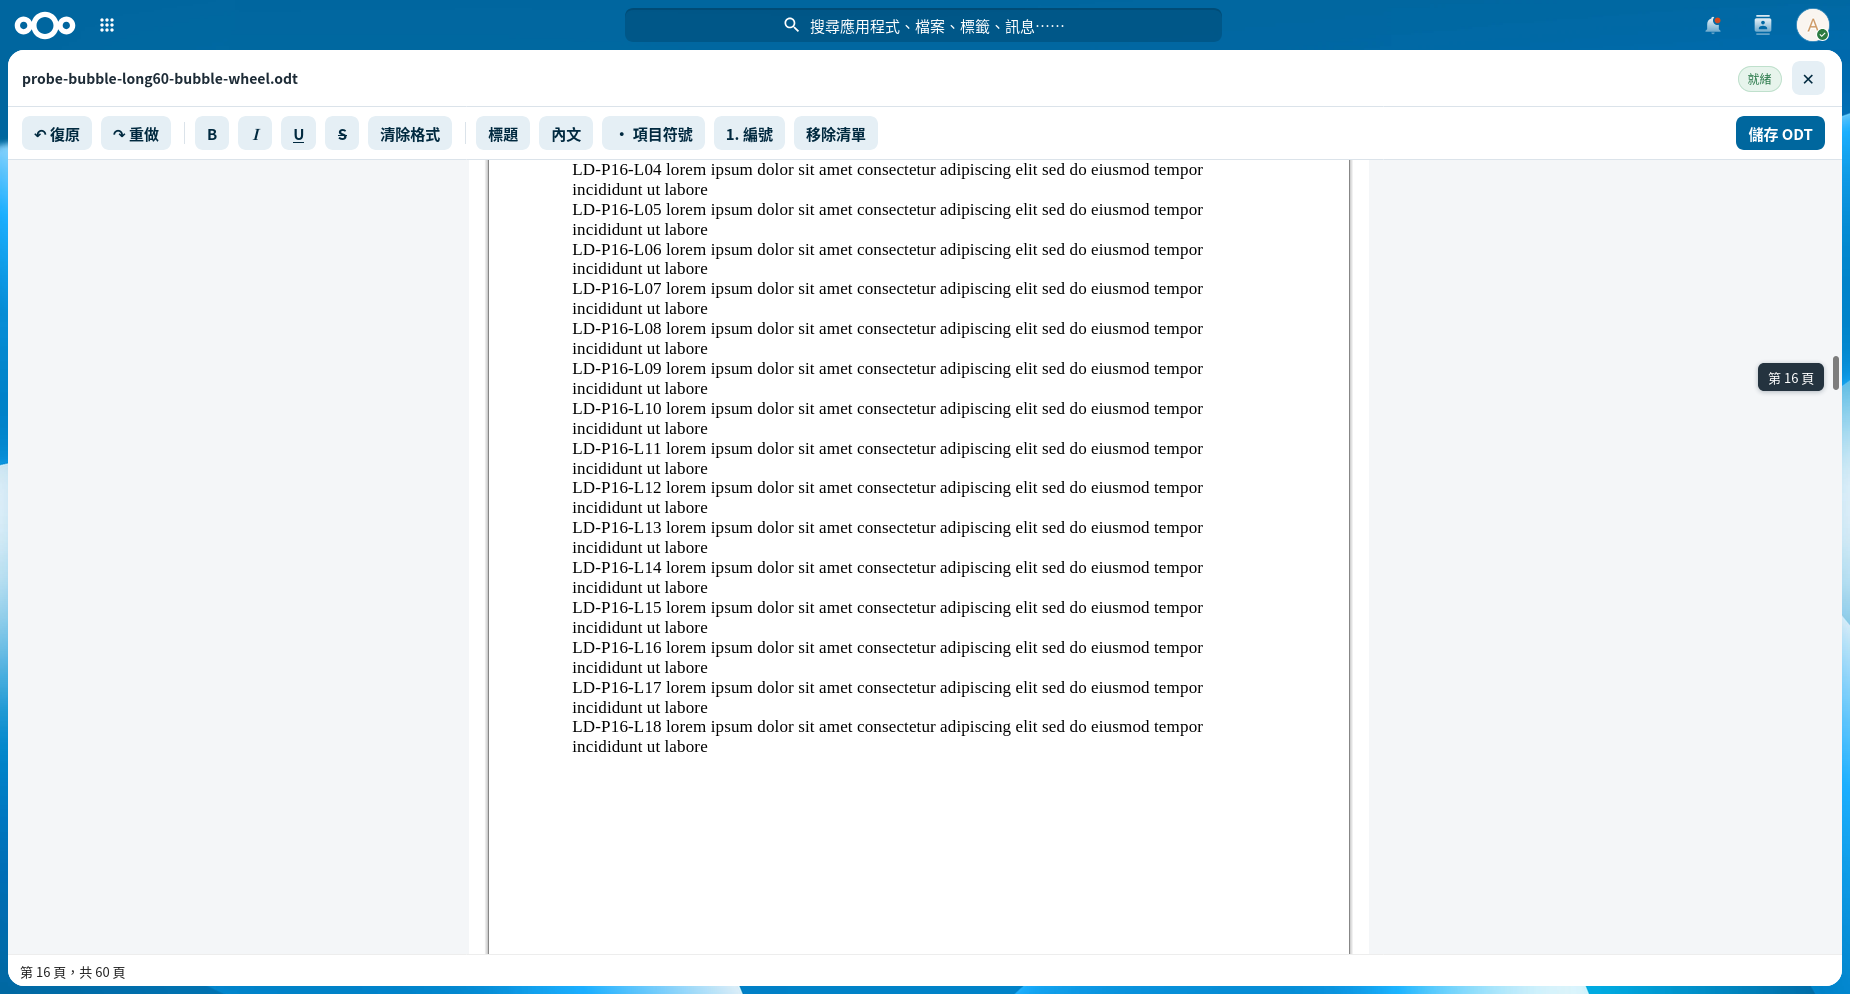 搜尋應用程式、檔案、標籤、訊息……
A
probe-bubble-long60-bubble-wheel.odt
就緒
×
↶ 復原 ↷ 重做 B I U S 清除格式 標題 內文 • 項目符號 1. 編號 移除清單 儲存 ODT
LD-P16-L04 lorem ipsum dolor sit amet consectetur adipiscing elit sed do eiusmod tempor
incididunt ut labore
LD-P16-L05 lorem ipsum dolor sit amet consectetur adipiscing elit sed do eiusmod tempor
incididunt ut labore
LD-P16-L06 lorem ipsum dolor sit amet consectetur adipiscing elit sed do eiusmod tempor
incididunt ut labore
LD-P16-L07 lorem ipsum dolor sit amet consectetur adipiscing elit sed do eiusmod tempor
incididunt ut labore
LD-P16-L08 lorem ipsum dolor sit amet consectetur adipiscing elit sed do eiusmod tempor
incididunt ut labore
LD-P16-L09 lorem ipsum dolor sit amet consectetur adipiscing elit sed do eiusmod tempor
incididunt ut labore
LD-P16-L10 lorem ipsum dolor sit amet consectetur adipiscing elit sed do eiusmod tempor
incididunt ut labore
LD-P16-L11 lorem ipsum dolor sit amet consectetur adipiscing elit sed do eiusmod tempor
incididunt ut labore
LD-P16-L12 lorem ipsum dolor sit amet consectetur adipiscing elit sed do eiusmod tempor
incididunt ut labore
LD-P16-L13 lorem ipsum dolor sit amet consectetur adipiscing elit sed do eiusmod tempor
incididunt ut labore
LD-P16-L14 lorem ipsum dolor sit amet consectetur adipiscing elit sed do eiusmod tempor
incididunt ut labore
LD-P16-L15 lorem ipsum dolor sit amet consectetur adipiscing elit sed do eiusmod tempor
incididunt ut labore
LD-P16-L16 lorem ipsum dolor sit amet consectetur adipiscing elit sed do eiusmod tempor
incididunt ut labore
LD-P16-L17 lorem ipsum dolor sit amet consectetur adipiscing elit sed do eiusmod tempor
incididunt ut labore
LD-P16-L18 lorem ipsum dolor sit amet consectetur adipiscing elit sed do eiusmod tempor
incididunt ut labore
第 16 頁
第 16 頁，共 60 頁